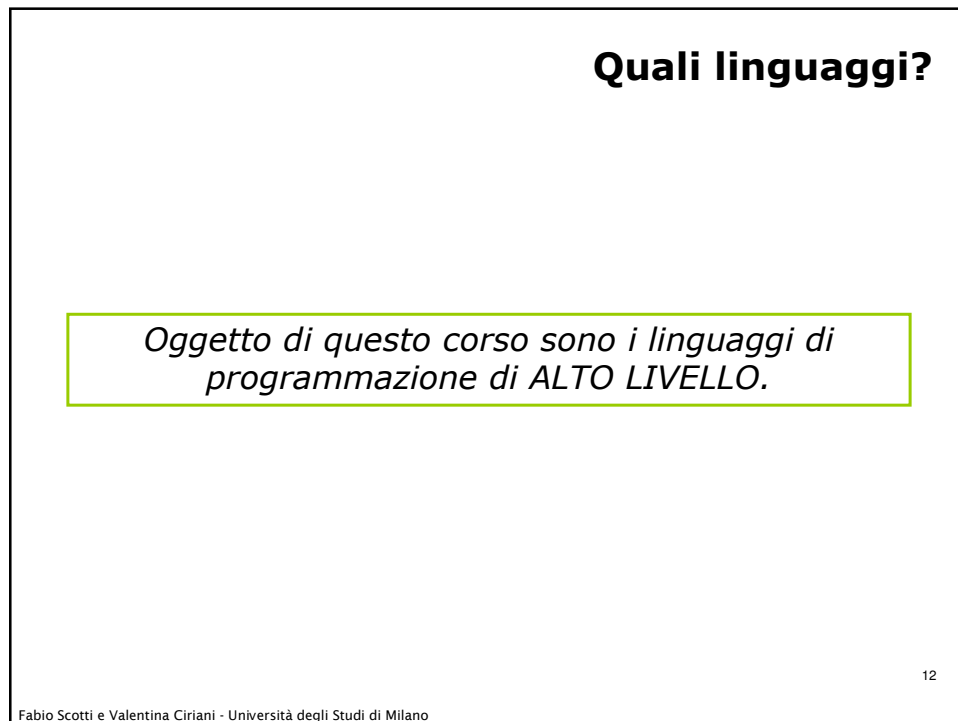 Quali linguaggi?
Oggetto di questo corso sono i linguaggi di
programmazione di ALTO LIVELLO.
12
Fabio Scotti e Valentina Ciriani - Università degli Studi di Milano